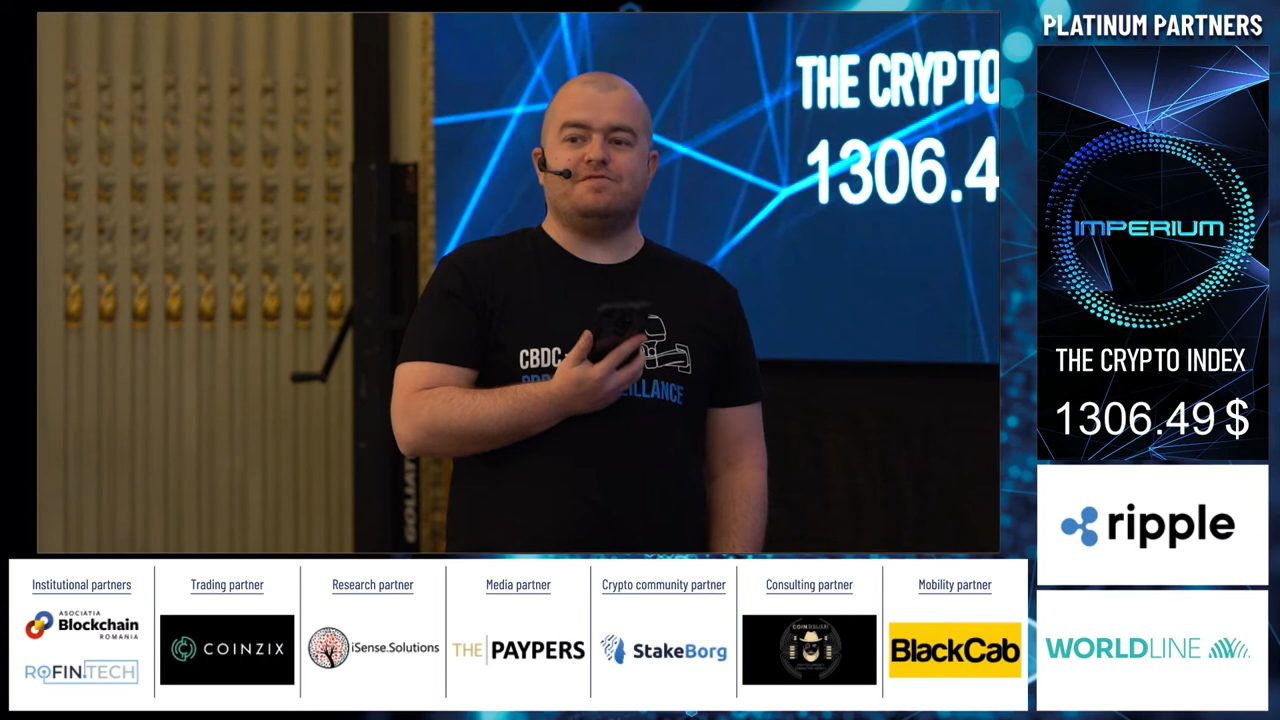 THE CRYPTO
1306.4
CBDC
GOLIAT
PLATINUM PARTNERS
IMPERIUM
THE CRYPTO INDEX
1306.49 $
ripple
WORLDLINE
Institutional partners
ASOCIATIA
Blockchain
ROMANIA
ROFIN.TECH
Trading partner
COINZIX
Research partner
iSense.Solutions
Media partner
THE PAYPERS
Crypto community partner
StakeBorg
Consulting partner
Mobility partner
BlackCab